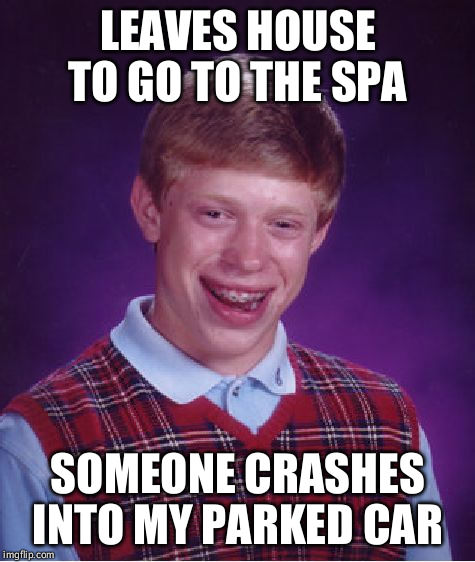 LEAVES HOUSE
TO GO TO THE SPA
SOMEONE CRASHES
INTO MY PARKED CAR
imgflip.com